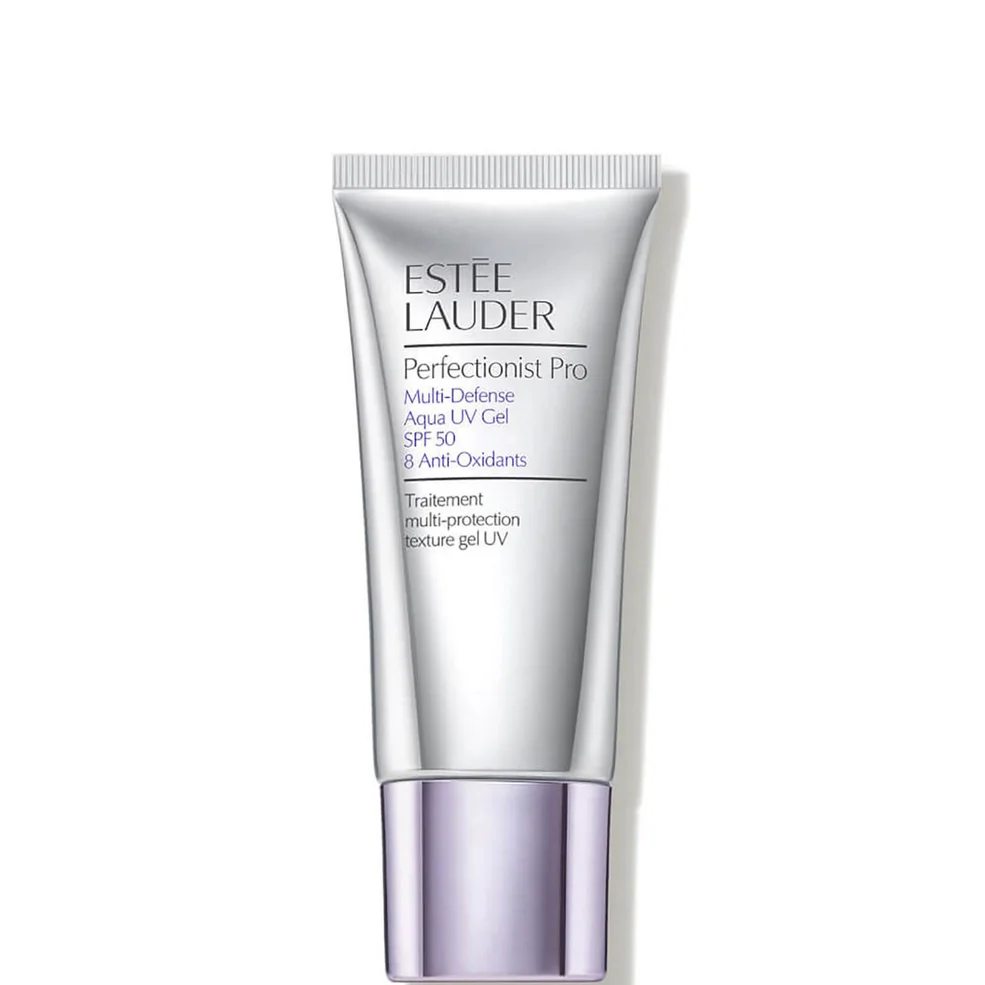 ESTĒE
LAUDER
Perfectionist Pro
Multi-Defense
Aqua UV Gel
SPF 50
8 Anti-Oxidants
Traitement
multi-protection
texture gel UV